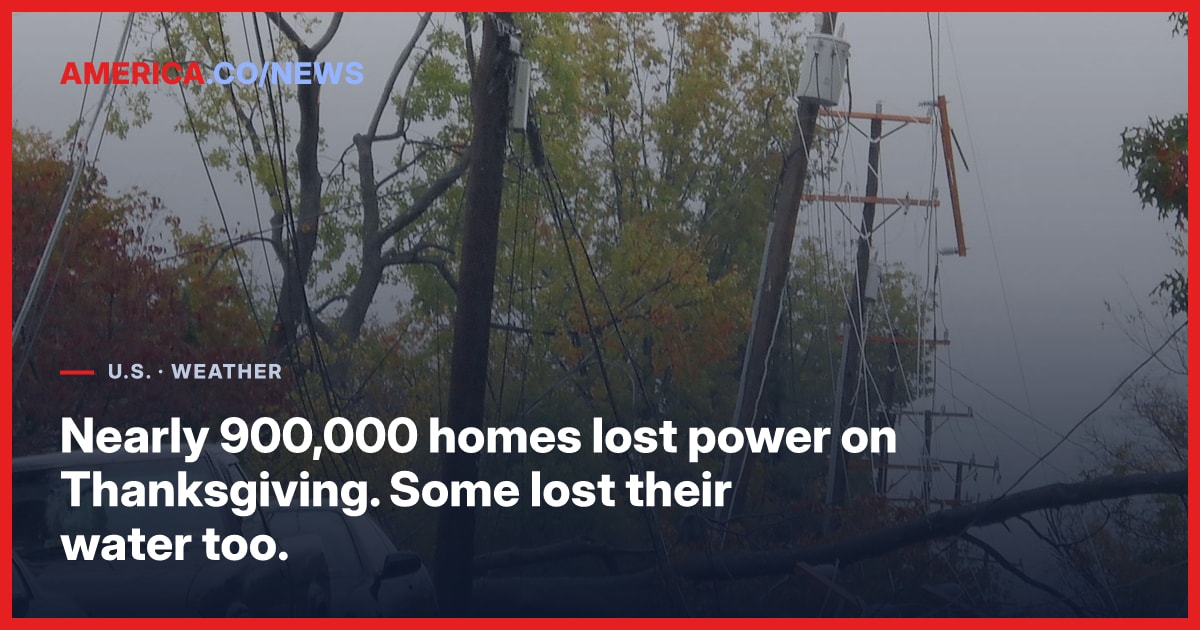 AMERICA.CO/NEWS
U.S. · WEATHER
Nearly 900,000 homes lost power on
Thanksgiving. Some lost their
water too.